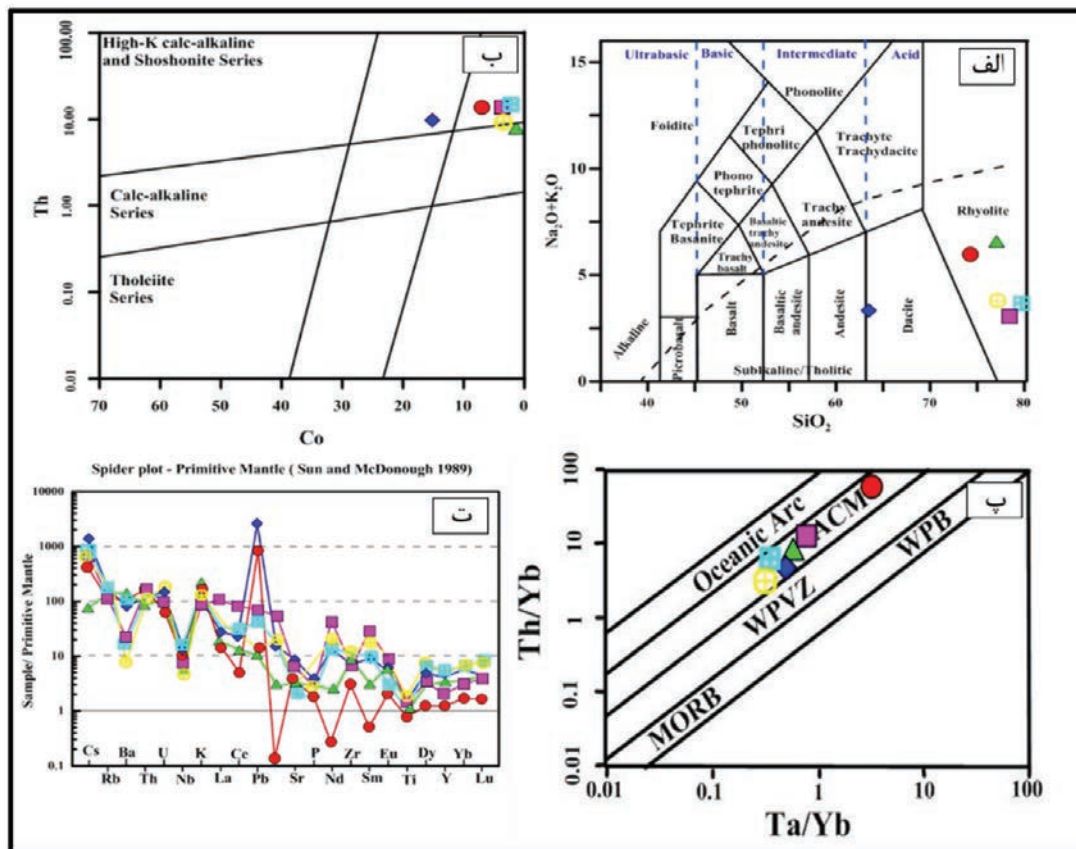 High-K calc-alkaline
and Shoshonite Series
ب
Calc-alkaline
Series
Tholeiite
Series
Th
100.00
10.00
1.00
0.10
0.01
70 60 50 40 30 20 10 0
Co
Ultrabasic Basic Intermediate Acid
الف
Phonolite
Foidite
Tephri
phonolite
Trachyte
Trachydacite
Phono
tephrite
Rhyolite
Tephrite
Basanite
Trachy
andesite
Basaltic
trachy
andesite
Trachy
basalt
Alkaline
Picrobasalt
Basalt
Basaltic
andesite
Andesite
Dacite
Sublkaline/Tholitic
Na₂O+K₂O
15
10
5
0
40 50 60 70 80
SiO₂
Spider plot - Primitive Mantle ( Sun and McDonough 1989)
ت
Sample/ Primitive Mantle
10000
1000
100
10
1
0.1
Cs Ba U K Ce Pb P Zr Eu Dy Yb
Rb Th Nb La Pb Sr Nd Sm Ti Y Lu
پ
Oceanic Arc
ACM
WPVZ
WPB
MORB
Th/Yb
100
10
1
0.1
0.01
0.01 0.1 1 10 100
Ta/Yb